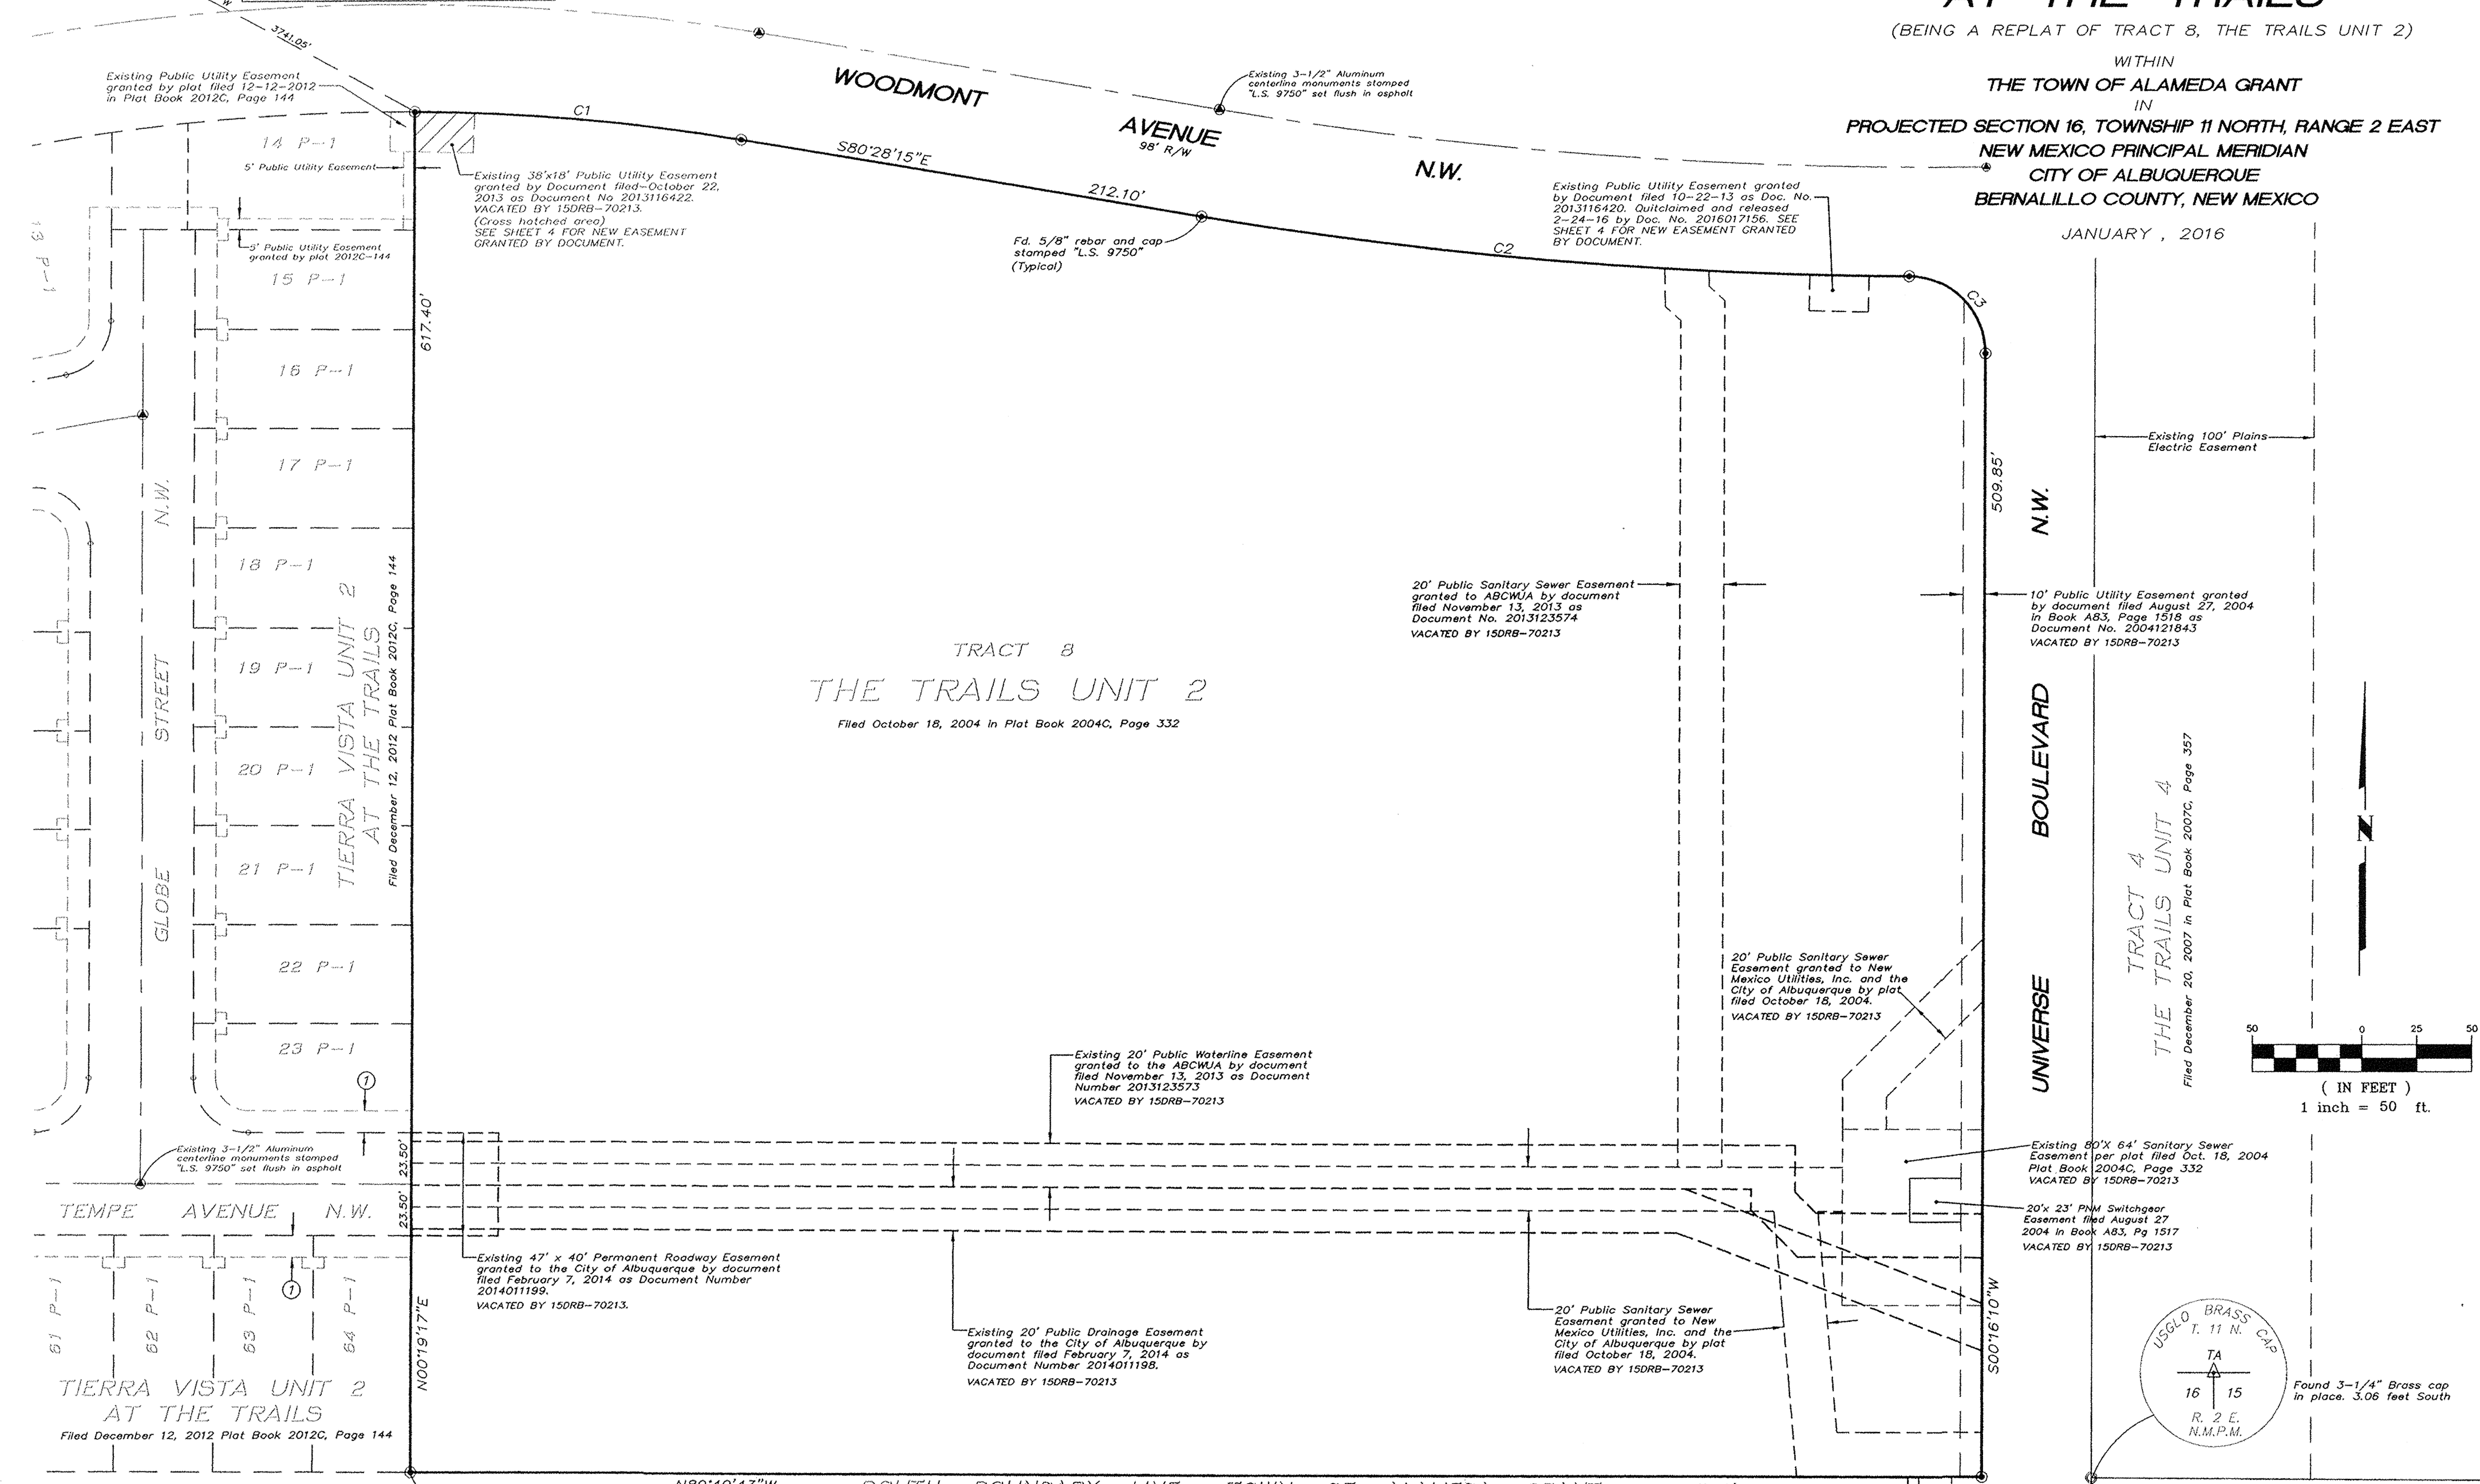 (BEING A REPLAT OF TRACT 8, THE TRAILS UNIT 2)
WITHIN
THE TOWN OF ALAMEDA GRANT
IN
PROJECTED SECTION 16, TOWNSHIP 11 NORTH, RANGE 2 EAST
NEW MEXICO PRINCIPAL MERIDIAN
CITY OF ALBUQUERQUE
BERNALILLO COUNTY, NEW MEXICO
JANUARY , 2016
AT THE TRAILS
3741.05'
Existing Public Utility Easement
granted by plat filed 12-12-2012
in Plat Book 2012C, Page 144
C1
WOODMONT
AVENUE
98' R/W
N.W.
Existing 3-1/2" Aluminum
centerline monuments stamped
"L.S. 9750" set flush in asphalt
S80°28'15"E
212.10'
14 P-1
5' Public Utility Easement
Existing 38'x18' Public Utility Easement
granted by Document filed-October 22,
2013 as Document No 2013116422.
VACATED BY 15DRB-70213.
(Cross hatched area)
SEE SHEET 4 FOR NEW EASEMENT
GRANTED BY DOCUMENT.
Existing Public Utility Easement granted
by Document filed 10-22-13 as Doc. No.
2013116420. Quitclaimed and released
2-24-16 by Doc. No. 2016017156. SEE
SHEET 4 FOR NEW EASEMENT GRANTED
BY DOCUMENT.
13 P-1
5' Public Utility Easement
granted by plat 2012C-144
15 P-1
Fd. 5/8" rebar and cap
stamped "L.S. 9750"
(Typical)
C2
C3
617.40'
16 P-1
17 P-1
18 P-1
19 P-1
20 P-1
21 P-1
22 P-1
23 P-1
GLOBE STREET N.W.
TIERRA VISTA UNIT 2
AT THE TRAILS
Filed December 12, 2012 Plat Book 2012C, Page 144
Existing 100' Plains
Electric Easement
509.85'
UNIVERSE BOULEVARD N.W.
20' Public Sanitary Sewer Easement
granted to ABCWUA by document
filed November 13, 2013 as
Document No. 2013123574
VACATED BY 15DRB-70213
10' Public Utility Easement granted
by document filed August 27, 2004
in Book A83, Page 1518 as
Document No. 2004121843
VACATED BY 15DRB-70213
TRACT 8
THE TRAILS UNIT 2
Filed October 18, 2004 in Plat Book 2004C, Page 332
TRACT 4
THE TRAILS UNIT 4
Filed December 20, 2007 in Plat Book 2007C, Page 357
N
20' Public Sanitary Sewer
Easement granted to New
Mexico Utilities, Inc. and the
City of Albuquerque by plat
filed October 18, 2004.
VACATED BY 15DRB-70213
50 0 25 50
( IN FEET )
1 inch = 50 ft.
Existing 20' Public Waterline Easement
granted to the ABCWUA by document
filed November 13, 2013 as Document
Number 2013123573
VACATED BY 15DRB-70213
1
23.50'
23.50'
Existing 3-1/2" Aluminum
centerline monuments stamped
"L.S. 9750" set flush in asphalt
TEMPE AVENUE N.W.
Existing 80'X 64' Sanitary Sewer
Easement per plat filed Oct. 18, 2004
Plat Book 2004C, Page 332
VACATED BY 15DRB-70213
20'x 23' PNM Switchgear
Easement filed August 27
2004 in Book A83, Pg 1517
VACATED BY 15DRB-70213
Existing 47' x 40' Permanent Roadway Easement
granted to the City of Albuquerque by document
filed February 7, 2014 as Document Number
2014011199.
VACATED BY 15DRB-70213.
1
61 P-1
62 P-1
63 P-1
64 P-1
N00°19'17"E
Existing 20' Public Drainage Easement
granted to the City of Albuquerque by
document filed February 7, 2014 as
Document Number 2014011198.
VACATED BY 15DRB-70213
20' Public Sanitary Sewer
Easement granted to New
Mexico Utilities, Inc. and the
City of Albuquerque by plat
filed October 18, 2004.
VACATED BY 15DRB-70213
S00°16'10"W
USGLO BRASS CAP
T. 11 N.
TA
16 15
R. 2 E.
N.M.P.M.
Found 3-1/4" Brass cap
in place. 3.06 feet South
TIERRA VISTA UNIT 2
AT THE TRAILS
Filed December 12, 2012 Plat Book 2012C, Page 144